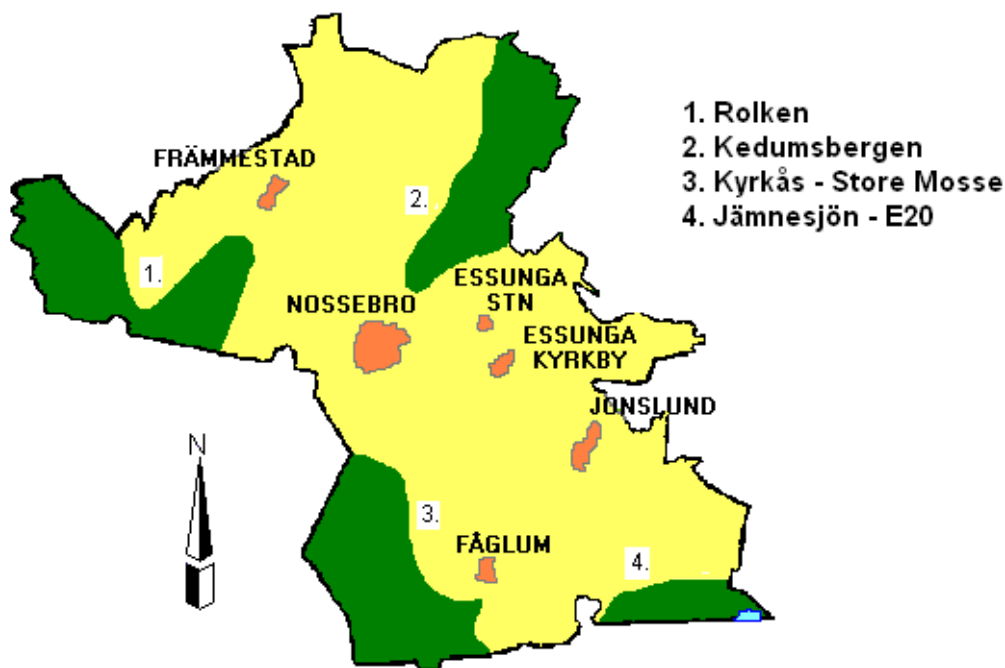 1. Rolken
2. Kedumsbergen
3. Kyrkås - Store Mosse
4. Jämnesjön - E20
FRÄMMESTAD
2.
1.
NOSSEBRO
ESSUNGA
STN
ESSUNGA
KYRKBY
JONSLUND
N
3.
FÅGLUM
4.